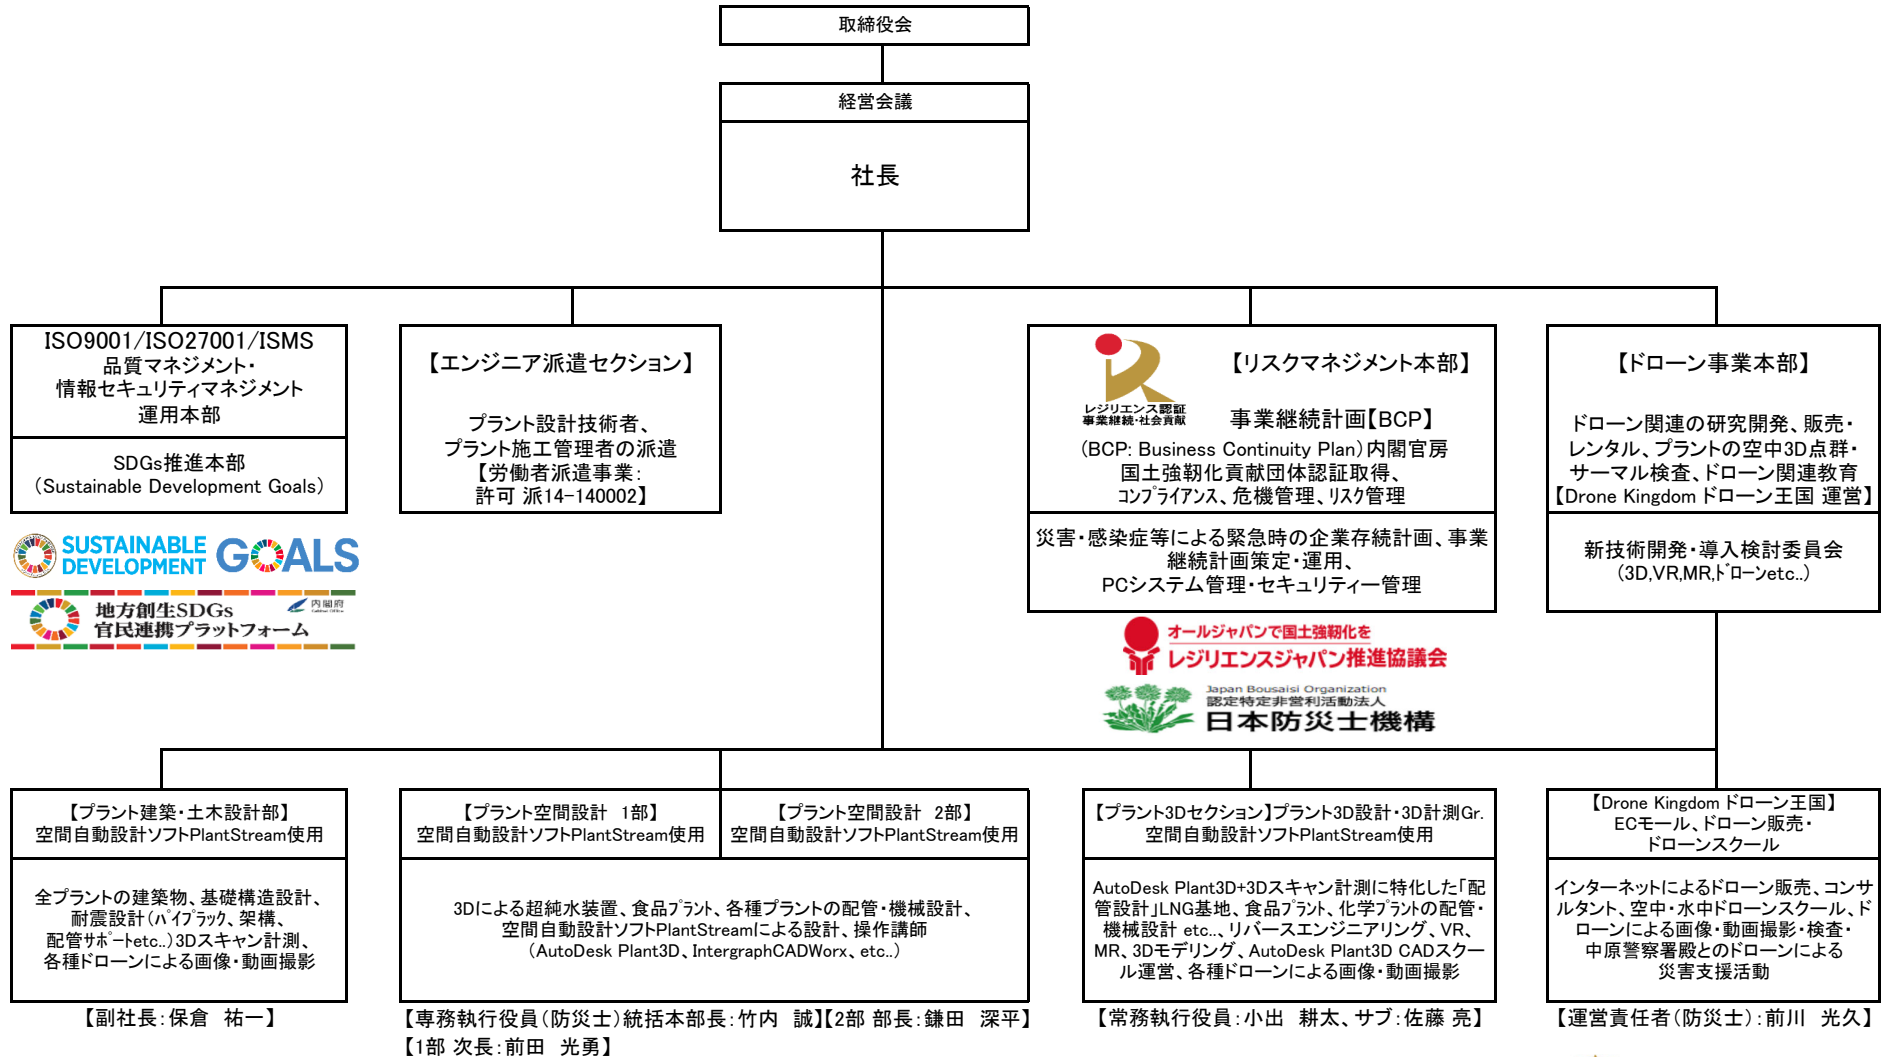 取締役会
経営会議
社長
ISO9001/ISO27001/ISMS
品質マネジメント・
情報セキュリティマネジメント
運用本部
SDGs推進本部
（Sustainable Development Goals）
SUSTAINABLE
DEVELOPMENT
GOALS
地方創生SDGs
官民連携プラットフォーム
内閣府
Cabinet Office
【エンジニア派遣セクション】
プラント設計技術者、
プラント施工管理者の派遣
【労働者派遣事業：
許可 派14-140002】
レジリエンス認証
事業継続・社会貢献
【リスクマネジメント本部】
事業継続計画【BCP】
（BCP: Business Continuity Plan）内閣官房
国土強靭化貢献団体認証取得、
ｺﾝﾌﾟﾗｲｱﾝｽ、危機管理、ﾘｽｸ管理
災害・感染症等による緊急時の企業存続計画、事業
継続計画策定・運用、
PCシステム管理・セキュリティー管理
オールジャパンで国土強靱化を
レジリエンスジャパン推進協議会
Japan Bousaisi Organization
認定特定非営利活動法人
日本防災士機構
【ドローン事業本部】
ドローン関連の研究開発、販売・
レンタル、プラントの空中3D点群・
サーマル検査、ドローン関連教育
【Drone Kingdom ドローン王国 運営】
新技術開発・導入検討委員会
（3D,VR,MR,ﾄﾞﾛｰﾝetc..）
【プラント建築・土木設計部】
空間自動設計ソフトPlantStream使用
全プラントの建築物、基礎構造設計、
耐震設計（ﾊﾟｲﾌﾟﾗｯｸ、架構、
配管ｻﾎﾟｰﾄetc..）3Dスキャン計測、
各種ドローンによる画像・動画撮影
【副社長：保倉　祐一】
【プラント空間設計　1部】
空間自動設計ソフトPlantStream使用
【プラント空間設計　2部】
空間自動設計ソフトPlantStream使用
3Dによる超純水装置、食品ﾌﾟﾗﾝﾄ、各種プラントの配管・機械設計、
空間自動設計ソフトPlantStreamによる設計、操作講師
（AutoDesk Plant3D、IntergraphCADWorx、etc..）
【専務執行役員（防災士）統括本部長：竹内　誠】【2部 部長：鎌田　深平】
【1部 次長：前田　光勇】
【プラント3Dセクション】プラント3D設計・3D計測Gr.
空間自動設計ソフトPlantStream使用
AutoDesk Plant3D+3Dスキャン計測に特化した「配
管設計」LNG基地、食品ﾌﾟﾗﾝﾄ、化学ﾌﾟﾗﾝﾄの配管・
機械設計 etc..、リバースエンジニアリング、VR、
MR、3Dモデリング、AutoDesk Plant3D CADスクー
ル運営、各種ドローンによる画像・動画撮影
【常務執行役員：小出　耕太、サブ：佐藤 亮】
【Drone Kingdom ドローン王国】
ECモール、ドローン販売・
ドローンスクール
インターネットによるドローン販売、コンサ
ルタント、空中・水中ドローンスクール、ド
ローンによる画像・動画撮影・検査・
中原警察署殿とのドローンによる
災害支援活動
【運営責任者（防災士）：前川　光久】